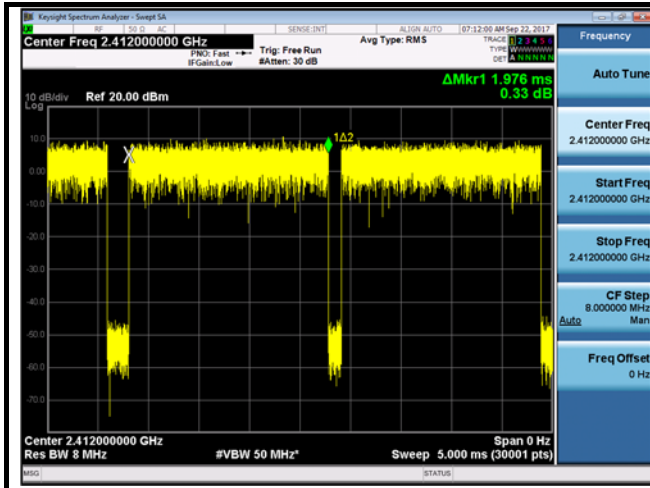 Keysight Spectrum Analyzer - Swept SA
RF 50 Ω AC SENSE:INT ALIGN AUTO 07:12:00 AM Sep 22, 2017
Center Freq 2.412000000 GHz
PNO: Fast
IFGain:Low
Trig: Free Run
#Atten: 30 dB
Avg Type: RMS
TRACE 1 2 3 4 5 6
TYPE WWWWWW
DET A NNNNN
ΔMkr1 1.976 ms
0.33 dB
10 dB/div Ref 20.00 dBm
Log
10.0
0.00
-10.0
-20.0
-30.0
-40.0
-50.0
-60.0
-70.0
1Δ2
Center 2.412000000 GHz Span 0 Hz
Res BW 8 MHz #VBW 50 MHz* Sweep 5.000 ms (30001 pts)
MSG STATUS
Frequency
Auto Tune
Center Freq
2.412000000 GHz
Start Freq
2.412000000 GHz
Stop Freq
2.412000000 GHz
CF Step
8.000000 MHz
Auto Man
Freq Offset
0 Hz